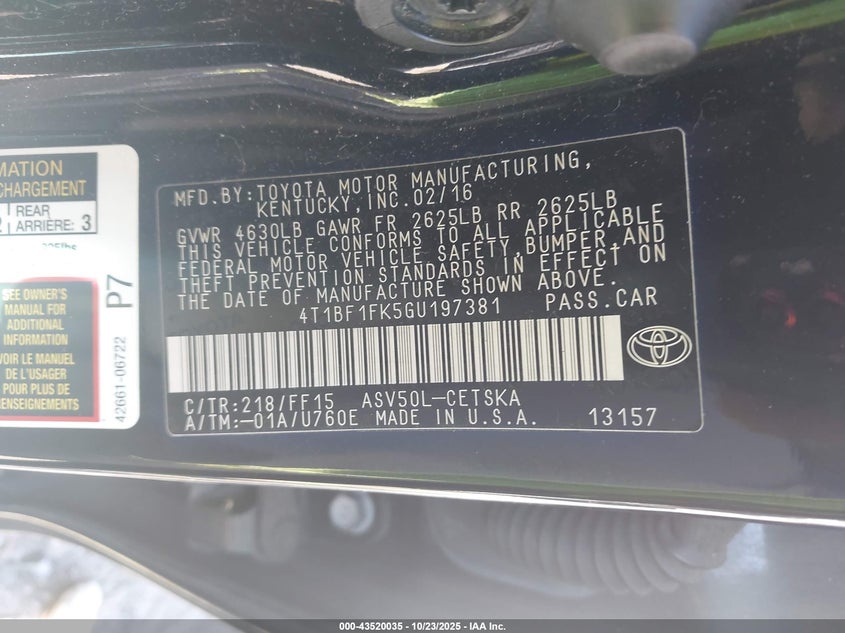 MATION
CHARGEMENT
REAR
ARRIÈRE: 3
SEE OWNER'S
MANUAL FOR
ADDITIONAL
INFORMATION
VOIR LE MANUEL
DE L'USAGER
POUR PLUS DE
RENSEIGNEMENTS
P7
42661-06722
MFD.BY:TOYOTA MOTOR MANUFACTURING,
KENTUCKY,INC.02/16
GVWR 4630LB GAWR FR 2625LB RR 2625LB
THIS VEHICLE CONFORMS TO ALL APPLICABLE
FEDERAL MOTOR VEHICLE SAFETY,BUMPER,AND
THEFT PREVENTION STANDARDS IN EFFECT ON
THE DATE OF MANUFACTURE SHOWN ABOVE.
4T1BF1FK5GU197381 PASS.CAR
C/TR:218/FF15 ASV50L-CETSKA
A/TM:-01A/U760E MADE IN U.S.A. 13157
000-43520035 - 10/23/2025 - IAA Inc.